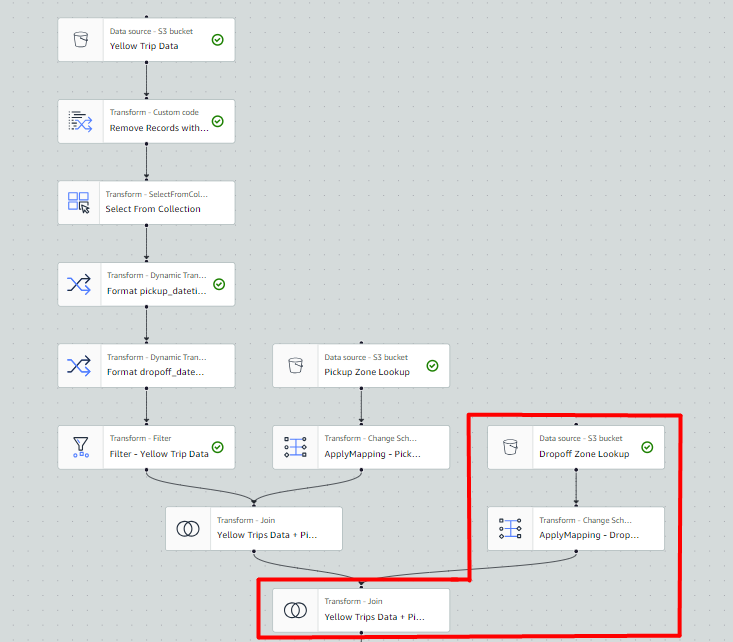 Data source - S3 bucket
Yellow Trip Data
Transform - Custom code
Remove Records with...
Transform - SelectFromCol...
Select From Collection
Transform - Dynamic Tran...
Format pickup_dateti...
Transform - Dynamic Tran...
Format dropoff_date...
Data source - S3 bucket
Pickup Zone Lookup
Transform - Filter
Filter - Yellow Trip Data
Transform - Change Sch...
ApplyMapping - Pick...
Data source - S3 bucket
Dropoff Zone Lookup
Transform - Join
Yellow Trips Data + Pi...
Transform - Change Sch...
ApplyMapping - Drop...
Transform - Join
Yellow Trips Data + Pi...